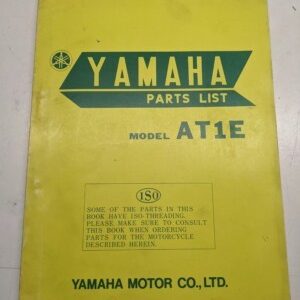 YAMAHA
PARTS LIST
MODEL AT1E
ISO
SOME OF THE PARTS IN THIS
BOOK HAVE ISO THREADING.
PLEASE MAKE SURE TO CONSULT
THIS BOOK WHEN ORDERING
PARTS FOR THE MOTORCYCLE
DESCRIBED HEREIN.
YAMAHA MOTOR CO., LTD.